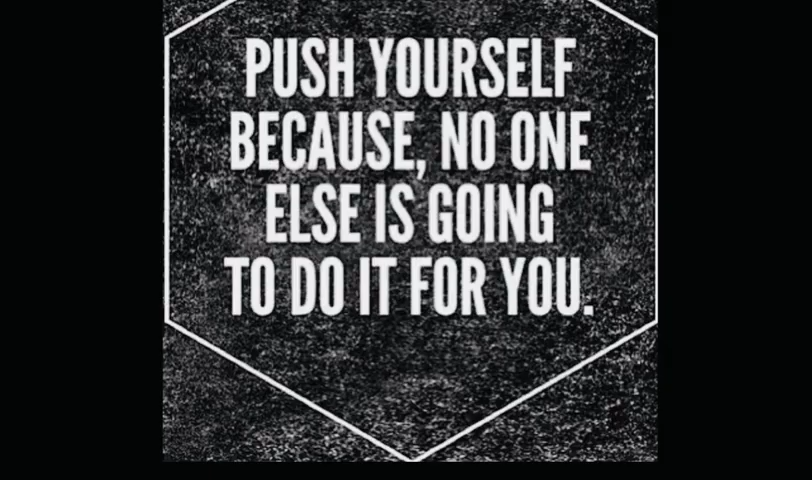 PUSH YOURSELF
BECAUSE, NO ONE
ELSE IS GOING
TO DO IT FOR YOU.